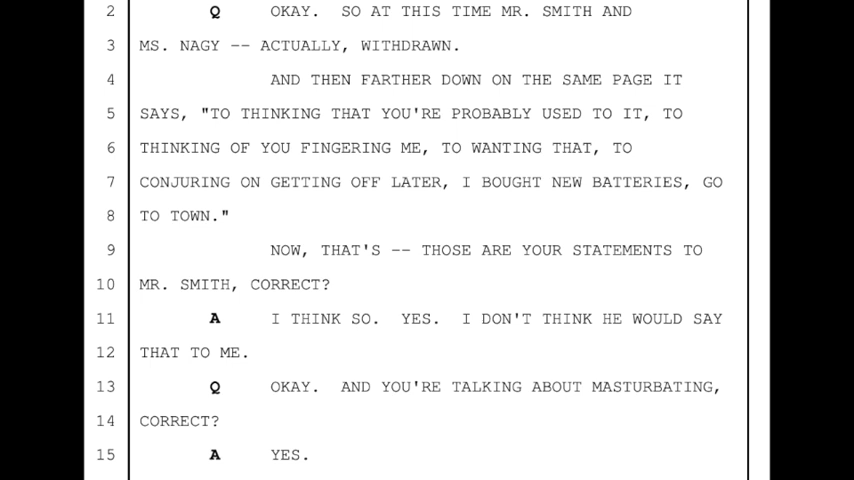 2 Q OKAY. SO AT THIS TIME MR. SMITH AND
3 MS. NAGY -- ACTUALLY, WITHDRAWN.
4 AND THEN FARTHER DOWN ON THE SAME PAGE IT
5 SAYS, "TO THINKING THAT YOU'RE PROBABLY USED TO IT, TO
6 THINKING OF YOU FINGERING ME, TO WANTING THAT, TO
7 CONJURING ON GETTING OFF LATER, I BOUGHT NEW BATTERIES, GO
8 TO TOWN."
9 NOW, THAT'S -- THOSE ARE YOUR STATEMENTS TO
10 MR. SMITH, CORRECT?
11 A I THINK SO. YES. I DON'T THINK HE WOULD SAY
12 THAT TO ME.
13 Q OKAY. AND YOU'RE TALKING ABOUT MASTURBATING,
14 CORRECT?
15 A YES.